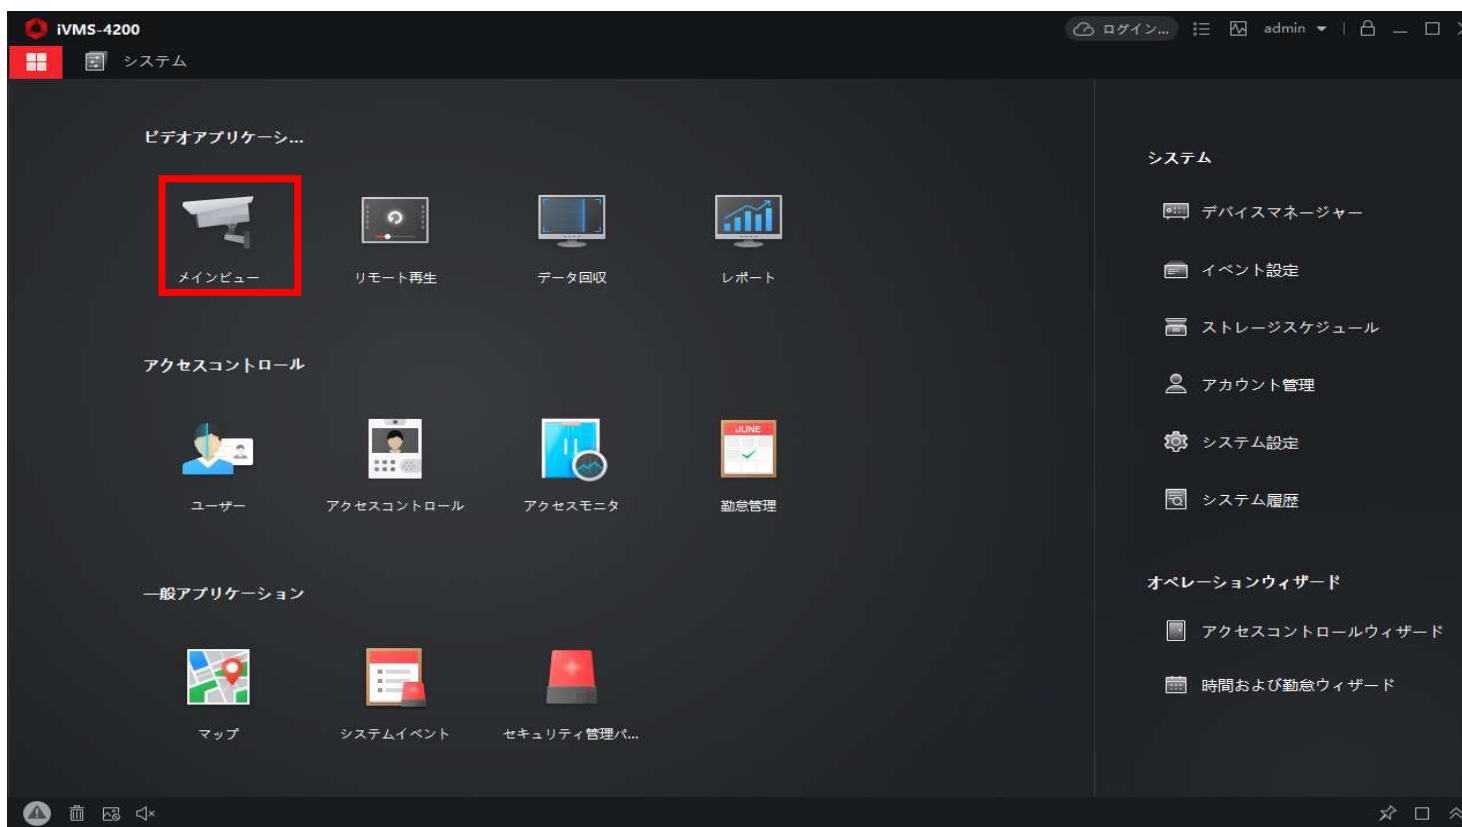 iVMS-4200
ログイン...
admin
システム
ビデオアプリケーシ...
メインビュー
リモート再生
データ回収
レポート
アクセスコントロール
ユーザー
アクセスコントロール
アクセスモニタ
JUNE
勤怠管理
一般アプリケーション
マップ
システムイベント
セキュリティ管理パ...
システム
デバイスマネージャー
イベント設定
ストレージスケジュール
アカウント管理
システム設定
システム履歴
オペレーションウィザード
アクセスコントロールウィザード
時間および勤怠ウィザード